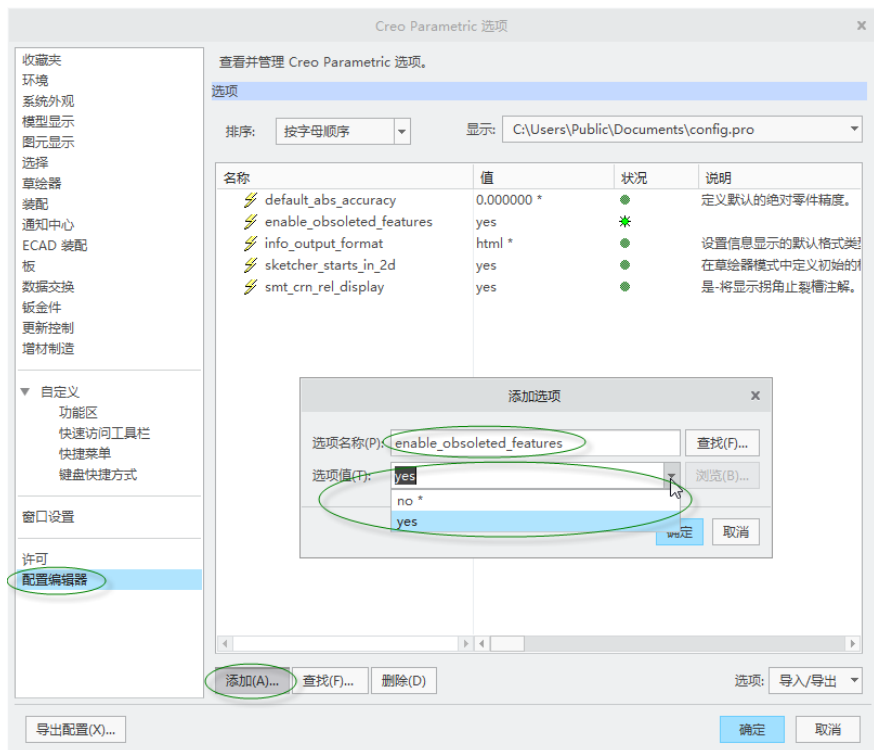 Creo Parametric 选项
收藏夹
环境
系统外观
模型显示
图元显示
选择
草绘器
装配
通知中心
ECAD 装配
板
数据交换
钣金件
更新控制
增材制造
自定义
功能区
快速访问工具栏
快捷菜单
键盘快捷方式
窗口设置
许可
配置编辑器
查看并管理 Creo Parametric 选项。
选项
排序: 按字母顺序 显示: C:\Users\Public\Documents\config.pro
名称 值 状况 说明
default_abs_accuracy 0.000000 * 定义默认的绝对零件精度。
enable_obsoleted_features yes
info_output_format html * 设置信息显示的默认格式类
sketcher_starts_in_2d yes 在草绘器模式中定义初始的
smt_crn_rel_display yes 是-将显示拐角止裂槽注解。
添加选项
选项名称(P): enable_obsoleted_features 查找(F)...
选项值(T): yes 浏览(B)...
no *
yes
确定 取消
添加(A)... 查找(F)... 删除(D) 选项: 导入/导出
导出配置(X)... 确定 取消